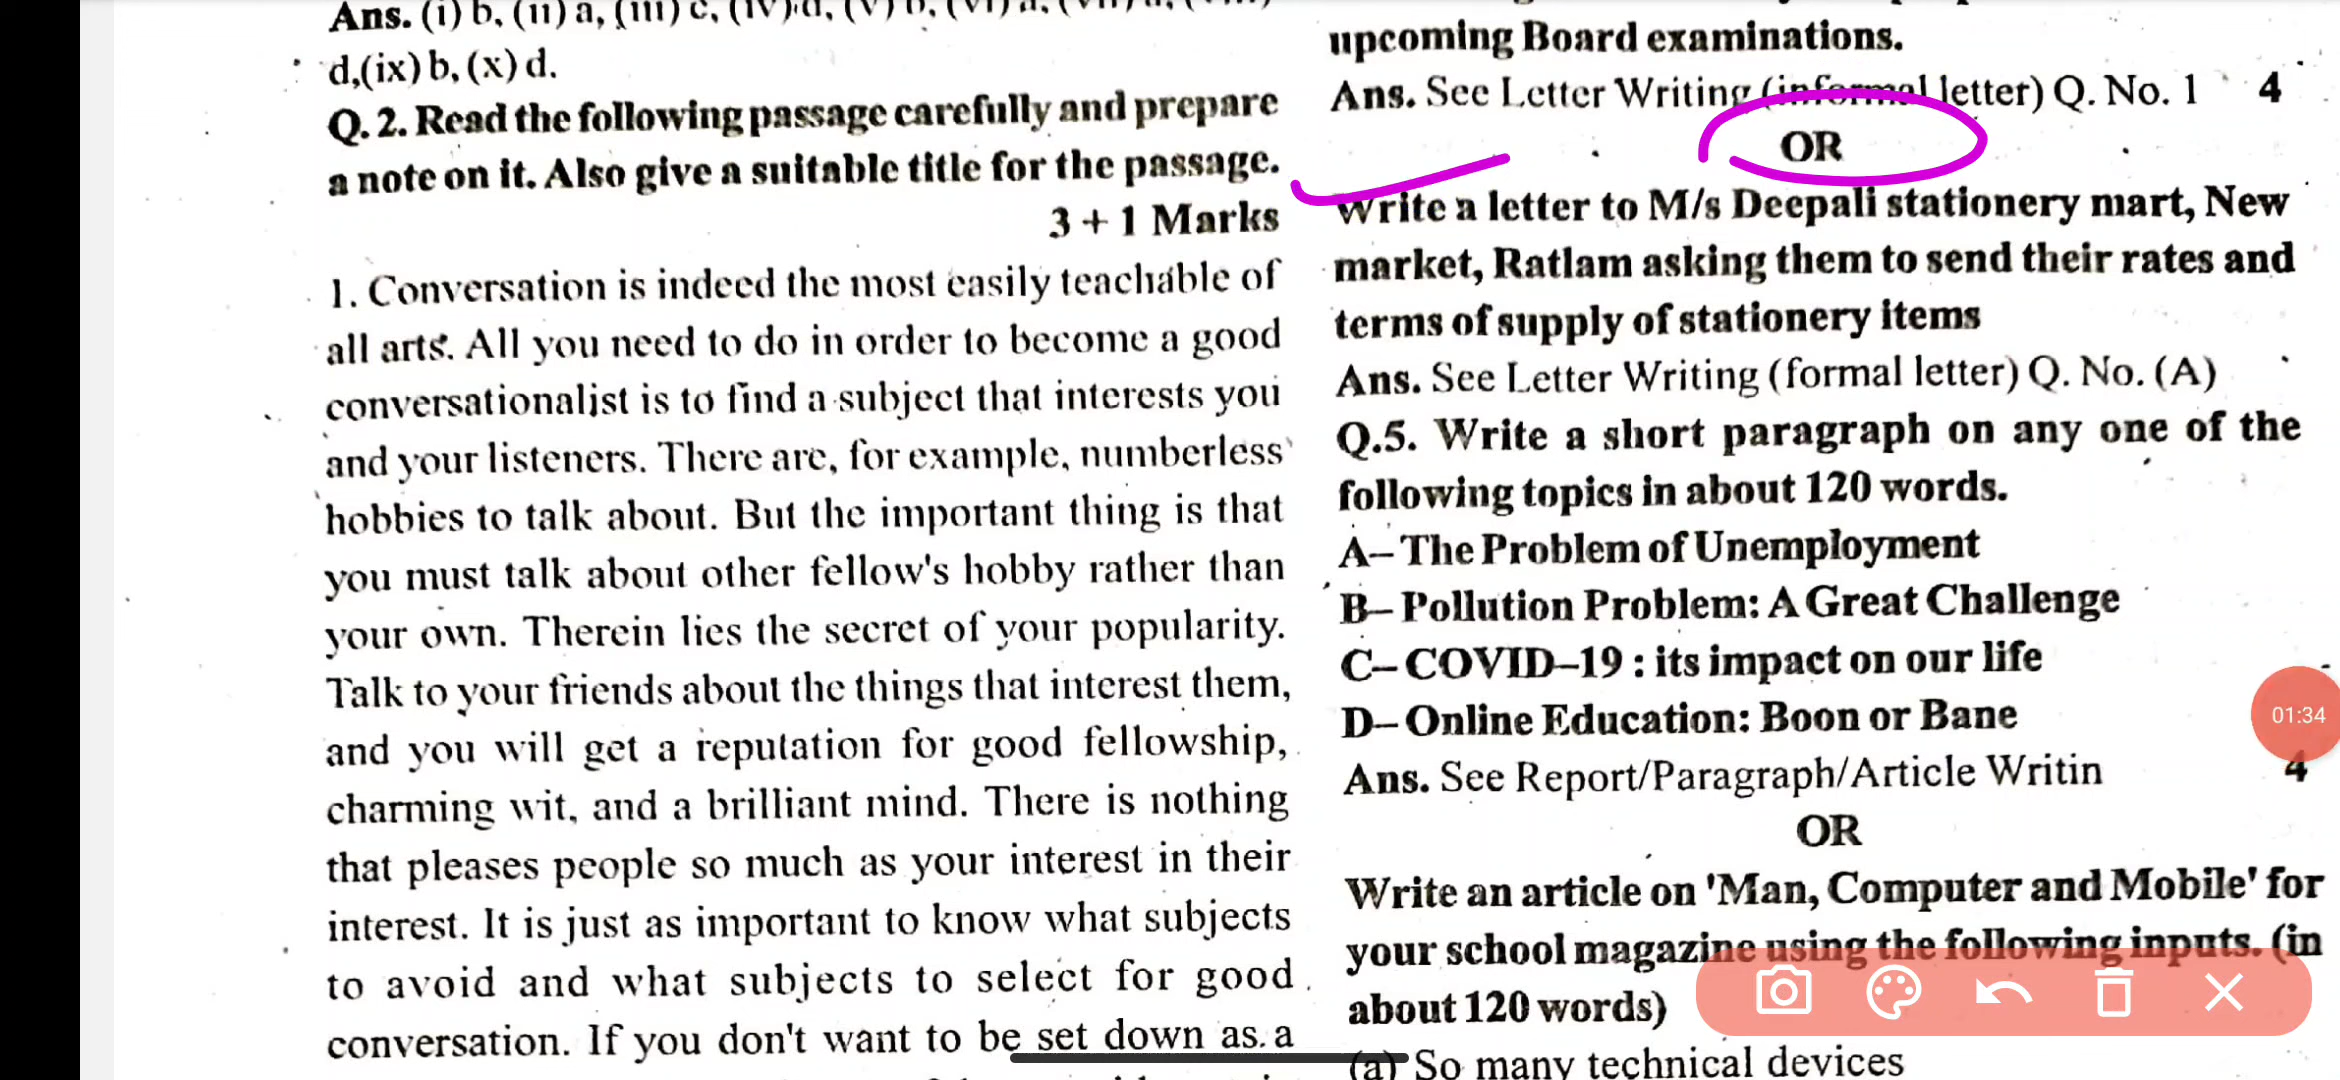 Ans. (i) b, (ii) a, (iii) c, (iv)
d,(ix) b, (x) d.
Q. 2. Read the following passage carefully and prepare
a note on it. Also give a suitable title for the passage.
3 + 1 Marks
1. Conversation is indeed the most easily teachable of
all arts. All you need to do in order to become a good
conversationalist is to find a subject that interests you
and your listeners. There are, for example, numberless
hobbies to talk about. But the important thing is that
you must talk about other fellow's hobby rather than
your own. Therein lies the secret of your popularity.
Talk to your friends about the things that interest them,
and you will get a reputation for good fellowship,
charming wit, and a brilliant mind. There is nothing
that pleases people so much as your interest in their
interest. It is just as important to know what subjects
to avoid and what subjects to select for good
conversation. If you don't want to be set down as a
upcoming Board examinations.
Ans. See Letter Writing (informal letter) Q. No. 1 4
OR
Write a letter to M/s Deepali stationery mart, New
market, Ratlam asking them to send their rates and
terms of supply of stationery items
Ans. See Letter Writing (formal letter) Q. No. (A)
Q.5. Write a short paragraph on any one of the
following topics in about 120 words.
A– The Problem of Unemployment
B– Pollution Problem: A Great Challenge
C– COVID–19 : its impact on our life
D– Online Education: Boon or Bane
Ans. See Report/Paragraph/Article Writin 4
OR
Write an article on 'Man, Computer and Mobile' for
your school magazine using the following inputs. (in
about 120 words)
(a) So many technical devices
01:34